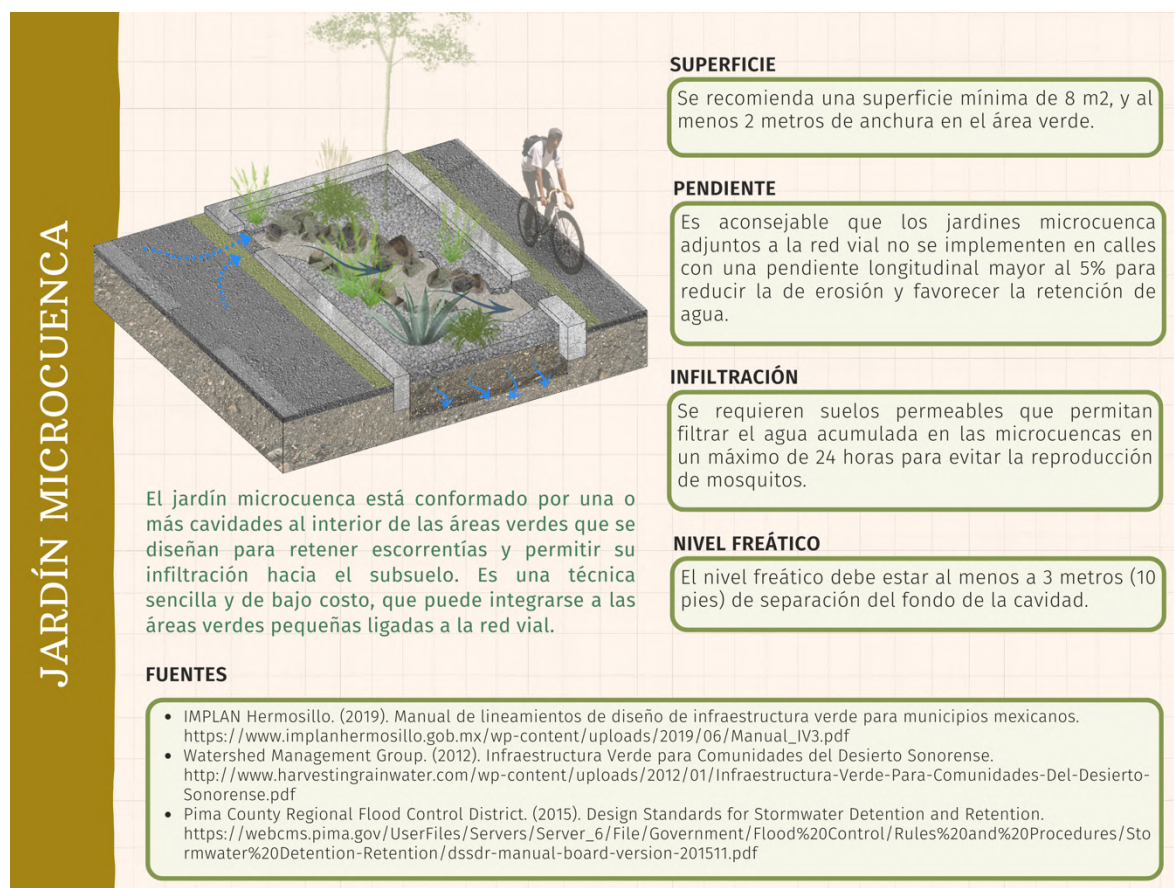 JARDÍN MICROCUENCA
El jardín microcuenca está conformado por una o
más cavidades al interior de las áreas verdes que se
diseñan para retener escorrentías y permitir su
infiltración hacia el subsuelo. Es una técnica
sencilla y de bajo costo, que puede integrarse a las
áreas verdes pequeñas ligadas a la red vial.
SUPERFICIE
Se recomienda una superficie mínima de 8 m2, y al
menos 2 metros de anchura en el área verde.
PENDIENTE
Es aconsejable que los jardines microcuenca
adjuntos a la red vial no se implementen en calles
con una pendiente longitudinal mayor al 5% para
reducir la de erosión y favorecer la retención de
agua.
INFILTRACIÓN
Se requieren suelos permeables que permitan
filtrar el agua acumulada en las microcuencas en
un máximo de 24 horas para evitar la reproducción
de mosquitos.
NIVEL FREÁTICO
El nivel freático debe estar al menos a 3 metros (10
pies) de separación del fondo de la cavidad.
FUENTES
• IMPLAN Hermosillo. (2019). Manual de lineamientos de diseño de infraestructura verde para municipios mexicanos.
https://www.implanhermosillo.gob.mx/wp-content/uploads/2019/06/Manual_IV3.pdf
• Watershed Management Group. (2012). Infraestructura Verde para Comunidades del Desierto Sonorense.
http://www.harvestingrainwater.com/wp-content/uploads/2012/01/Infraestructura-Verde-Para-Comunidades-Del-Desierto-
Sonorense.pdf
• Pima County Regional Flood Control District. (2015). Design Standards for Stormwater Detention and Retention.
https://webcms.pima.gov/UserFiles/Servers/Server_6/File/Government/Flood%20Control/Rules%20and%20Procedures/Sto
rmwater%20Detention-Retention/dssdr-manual-board-version-201511.pdf